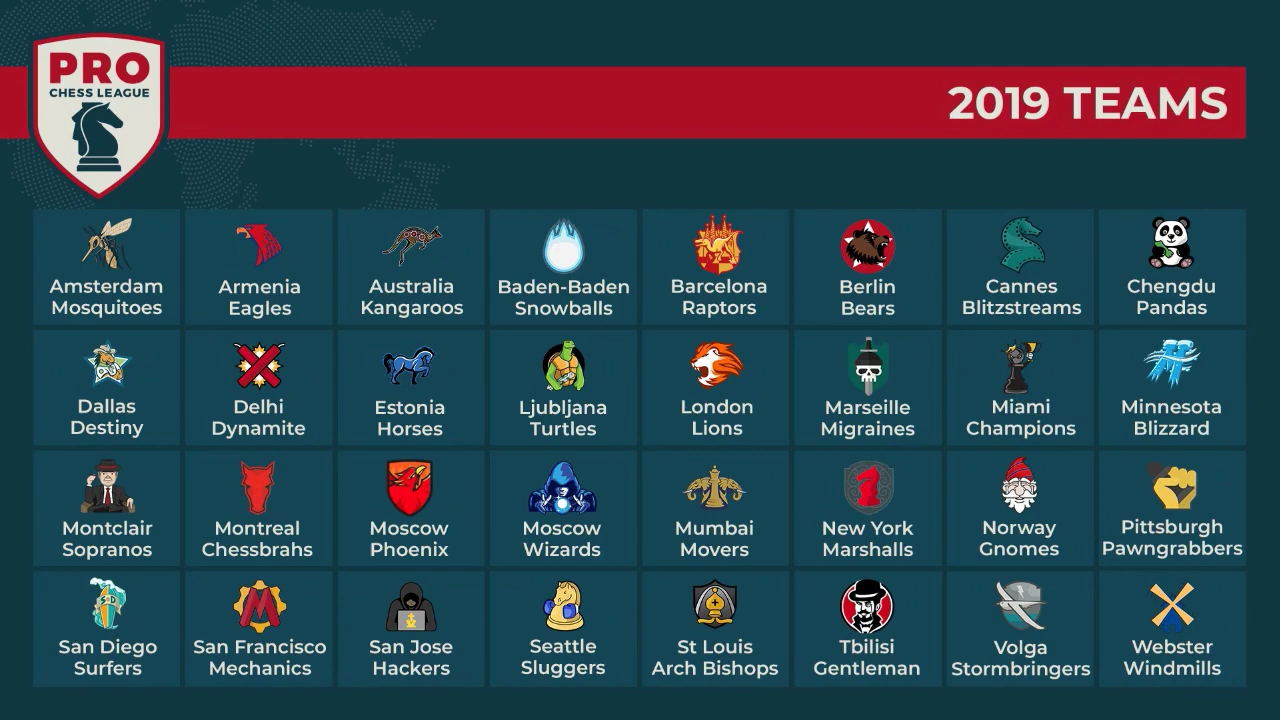 PRO
CHESS LEAGUE
2019 TEAMS
Amsterdam
Mosquitoes
Armenia
Eagles
Australia
Kangaroos
Baden-Baden
Snowballs
Barcelona
Raptors
Berlin
Bears
Cannes
Blitzstreams
Chengdu
Pandas
Dallas
Destiny
Delhi
Dynamite
Estonia
Horses
Ljubljana
Turtles
London
Lions
Marseille
Migraines
Miami
Champions
Minnesota
Blizzard
Montclair
Sopranos
Montreal
Chessbrahs
Moscow
Phoenix
Moscow
Wizards
Mumbai
Movers
New York
Marshalls
Norway
Gnomes
Pittsburgh
Pawngrabbers
San Diego
Surfers
San Francisco
Mechanics
San Jose
Hackers
Seattle
Sluggers
St Louis
Arch Bishops
Tbilisi
Gentleman
Volga
Stormbringers
Webster
Windmills